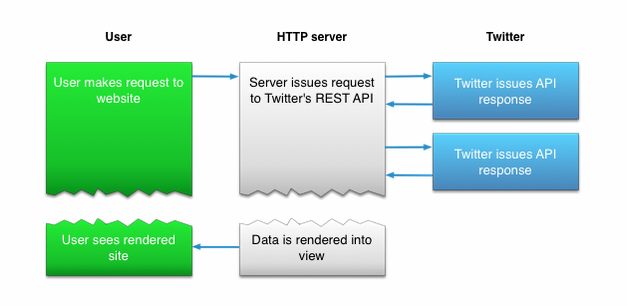 User
HTTP server
Twitter
User makes request to
website
Server issues request
to Twitter's REST API
Twitter issues API
response
Twitter issues API
response
User sees rendered
site
Data is rendered into
view